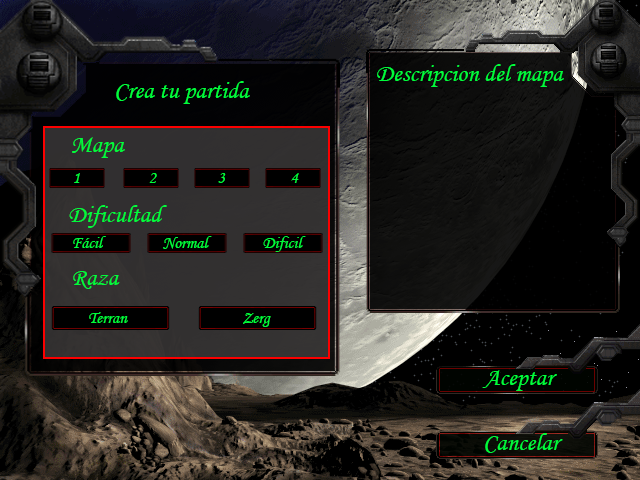 Crea tu partida
Mapa
1 2 3 4
Dificultad
Fácil Normal Dificil
Raza
Terran Zerg
Descripcion del mapa
Aceptar
Cancelar